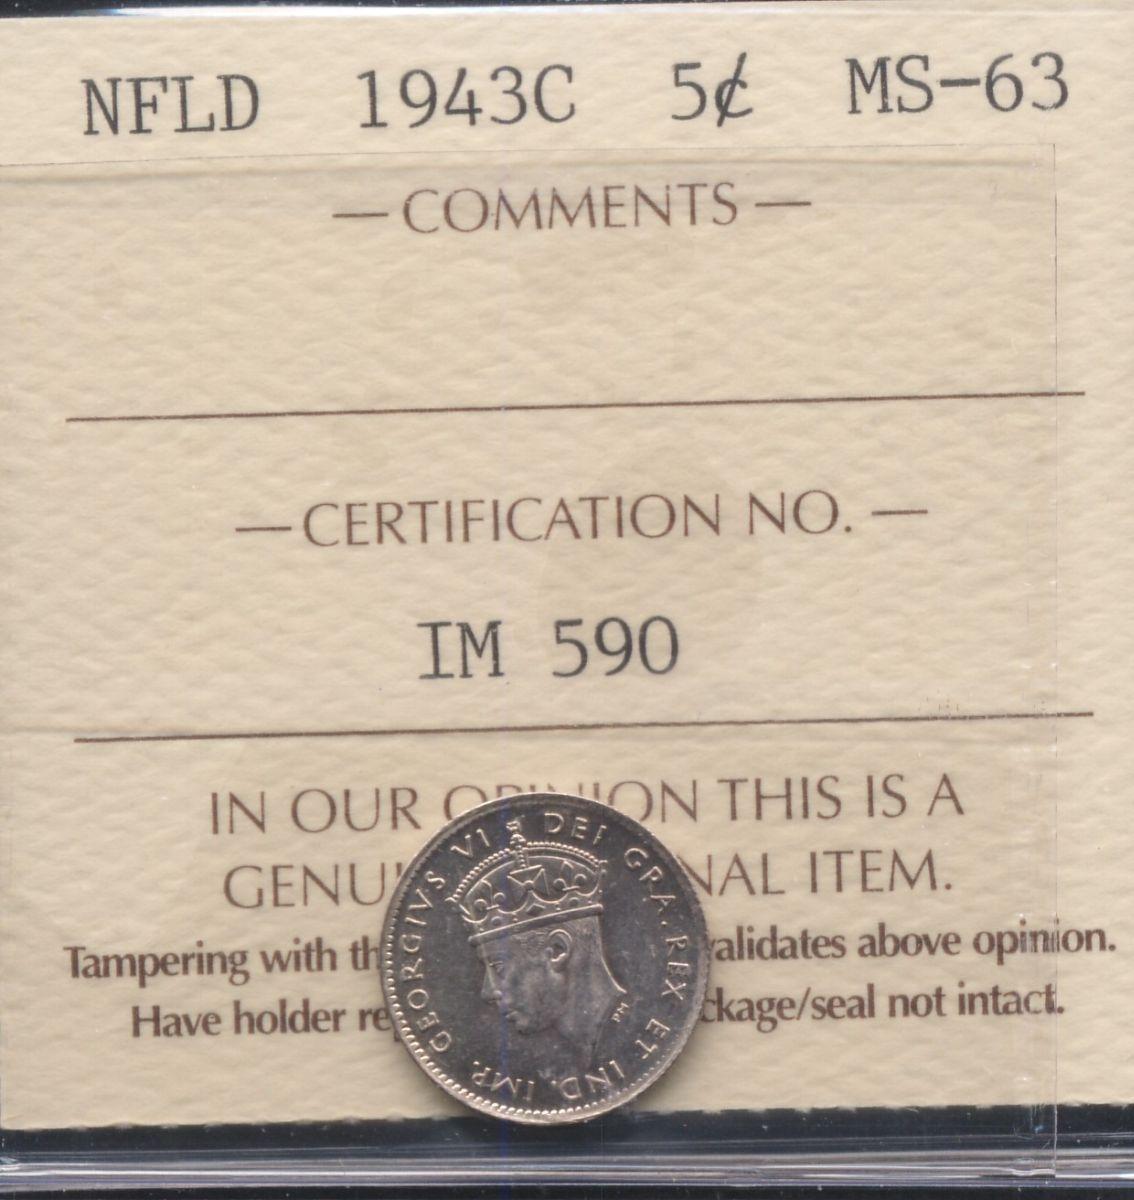 NFLD 1943C 5¢ MS-63
— COMMENTS —
— CERTIFICATION NO. —
IM 590
IN OUR OPINION THIS IS A
GENU NAL ITEM.
Tampering with th alidates above opinion.
Have holder re ckage/seal not intact.
GEORGIVS VI DEI GRA. REX ET IND. IMP.